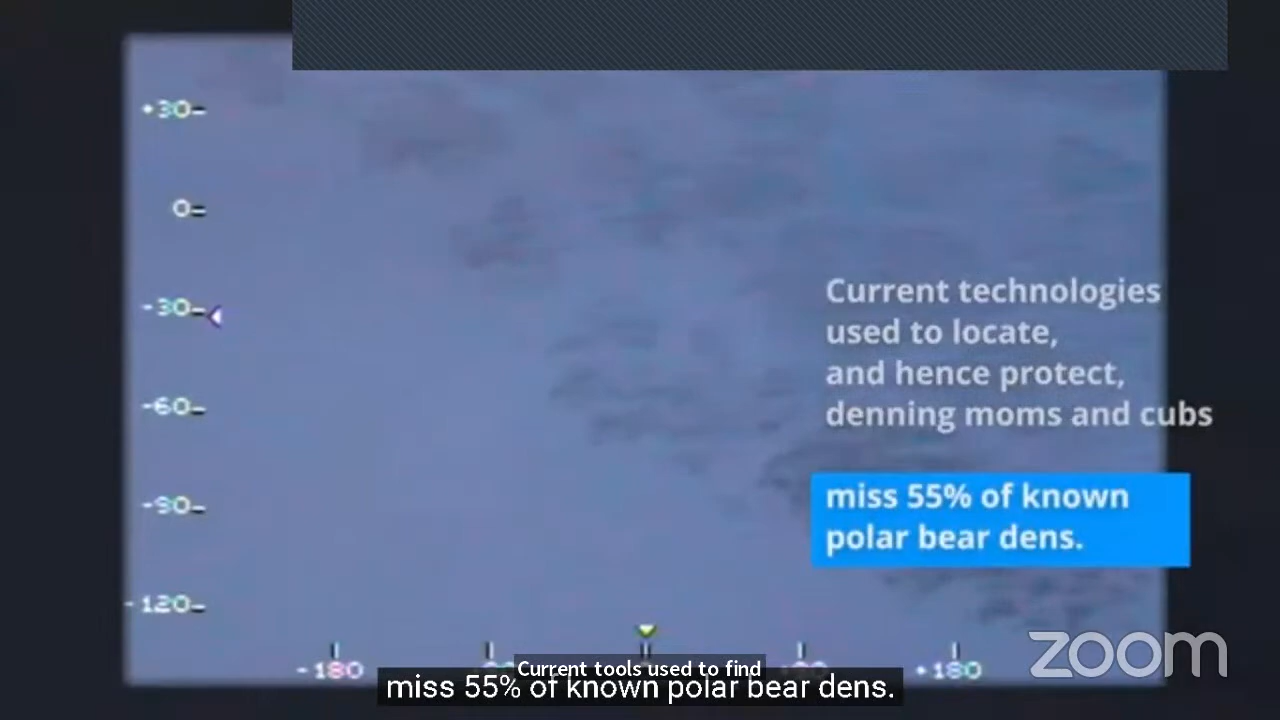 +30
0
-30
-60
-90
-120
Current technologies
used to locate,
and hence protect,
denning moms and cubs
miss 55% of known
polar bear dens.
zoom
-180
+180
Current tools used to find
miss 55% of known polar bear dens.